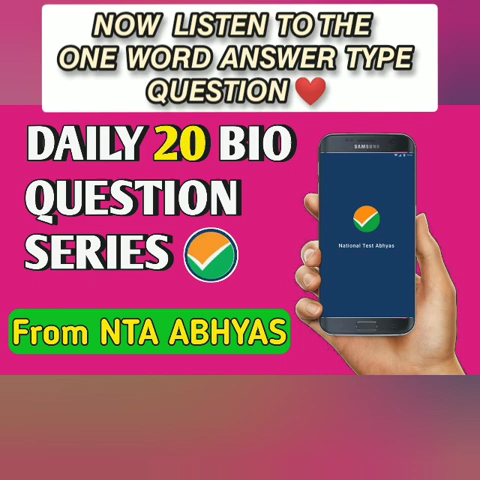 NOW LISTEN TO THE
ONE WORD ANSWER TYPE
QUESTION ❤️
DAILY 20 BIO
QUESTION
SERIES
SAMSUNG
National Test Abhyas
From NTA ABHYAS